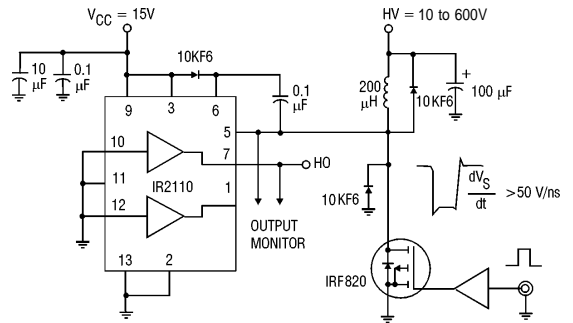 VCC = 15V
HV = 10 to 600V
10KF6
10 μF
0.1 μF
9
3
6
0.1 μF
200 μH
10KF6
+
100 μF
5
10
7
HO
11
IR2110
1
12
OUTPUT MONITOR
10KF6
dVS
dt
>50 V/ns
13
2
IRF820